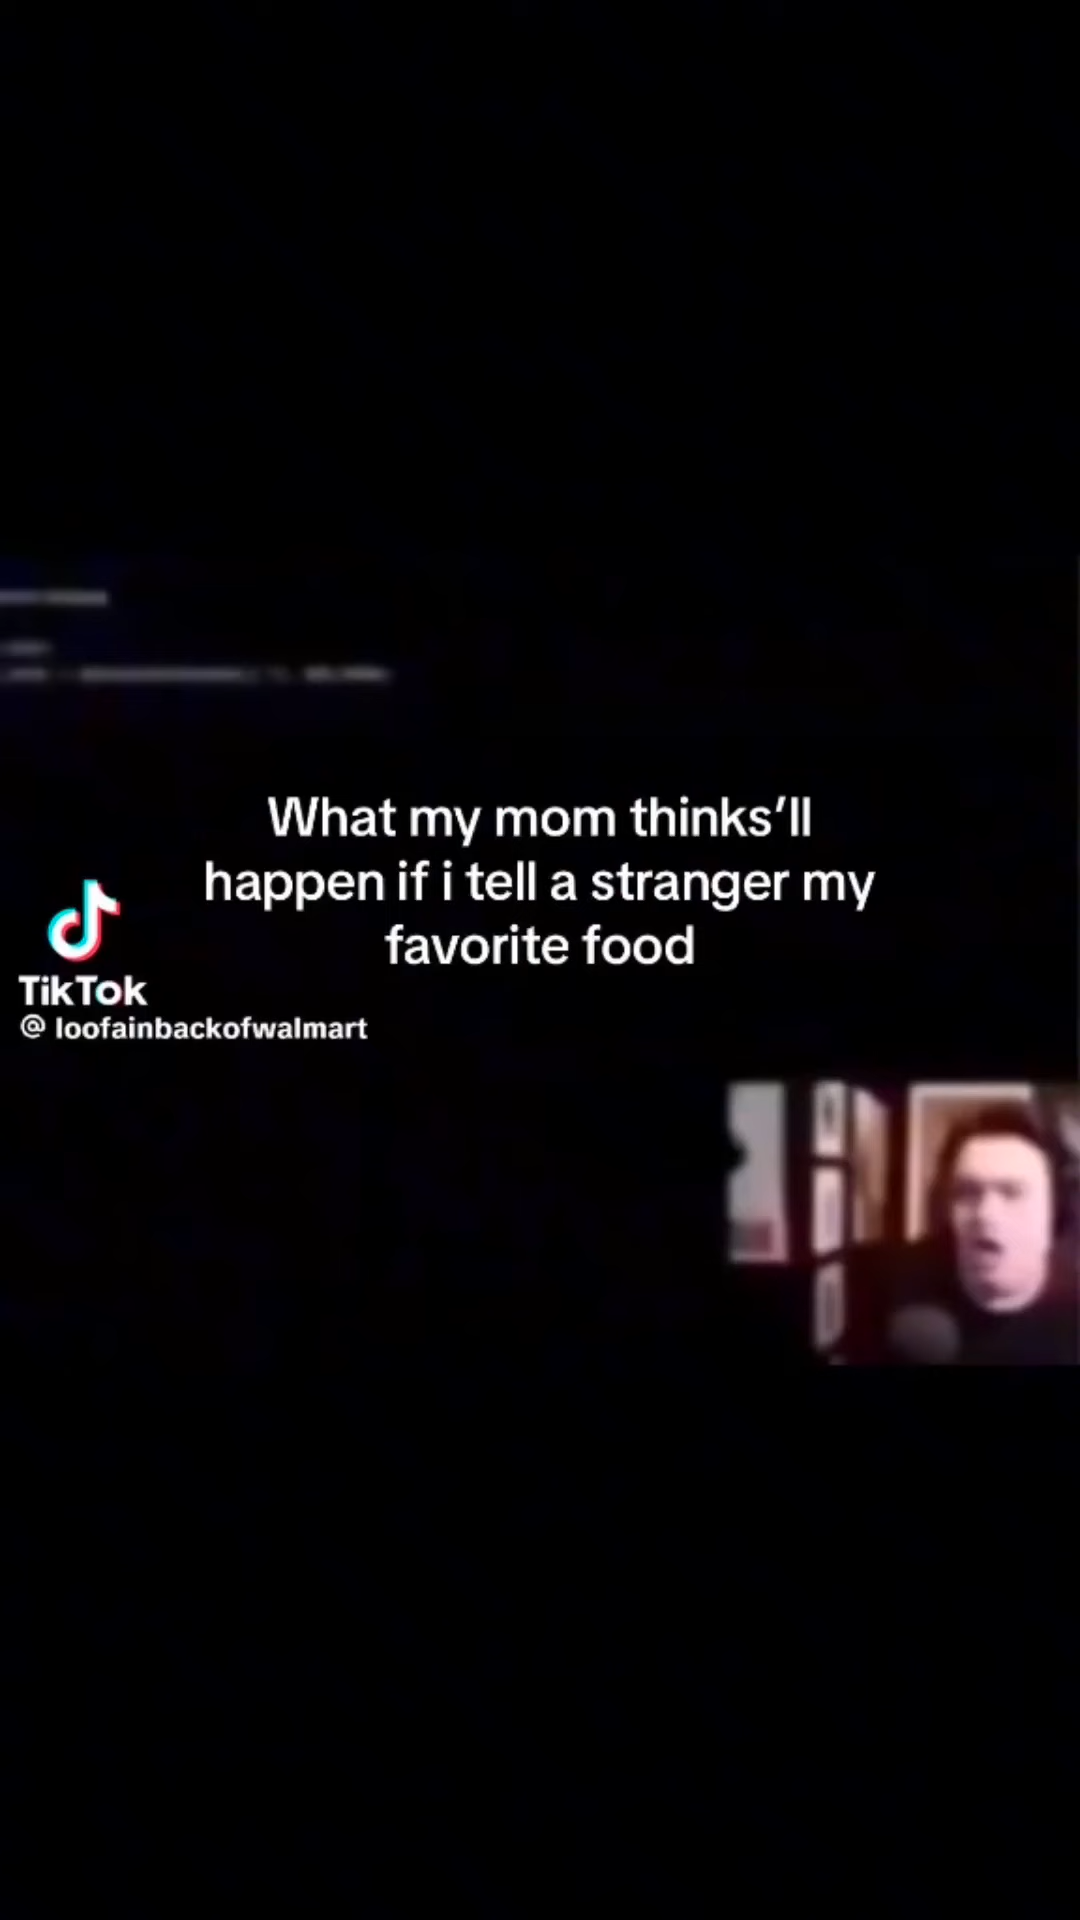 What my mom thinks’ll
happen if i tell a stranger my
favorite food
TikTok
@ loofainbackofwalmart